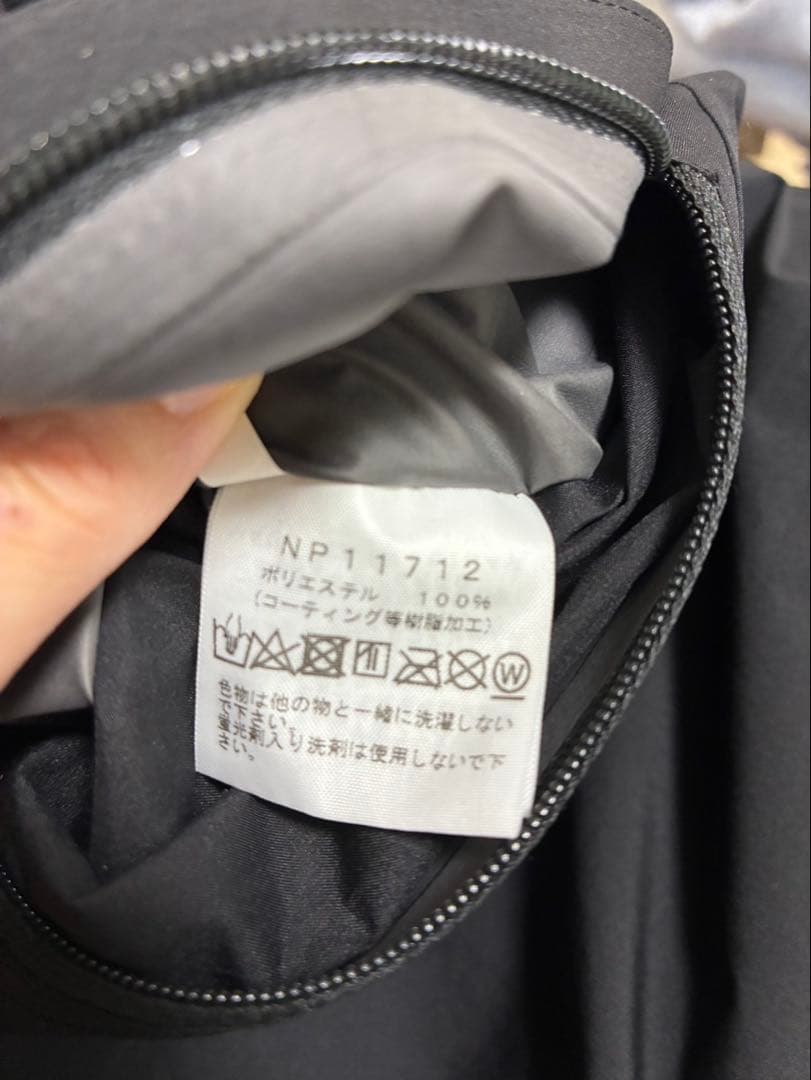 NP11712
ポリエステル 100%
(コーティング等樹脂加工)
W
色物は他の物と一緒に洗濯しない
で下さい。
蛍光剤入り洗剤は使用しないで下
さい。